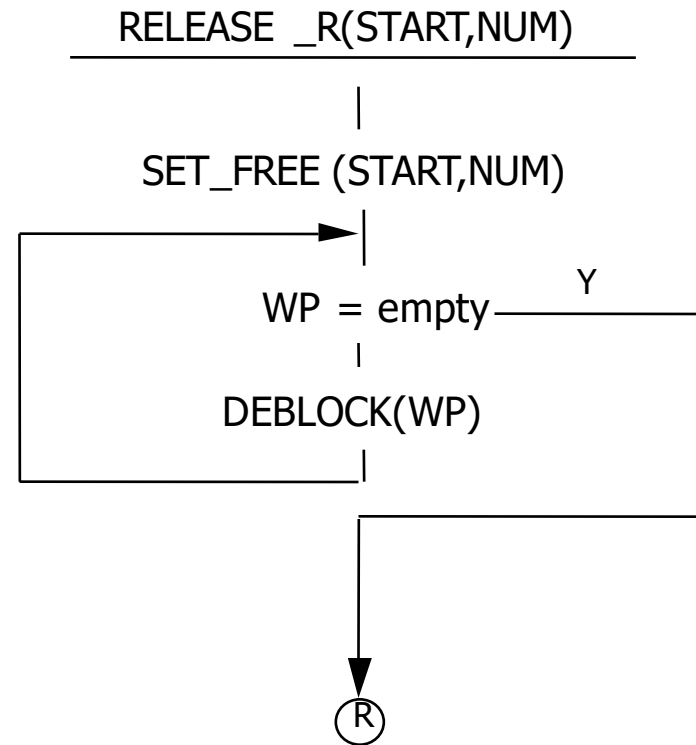 RELEASE _R(START,NUM)
SET_FREE (START,NUM)
Y
WP = empty
DEBLOCK(WP)
R